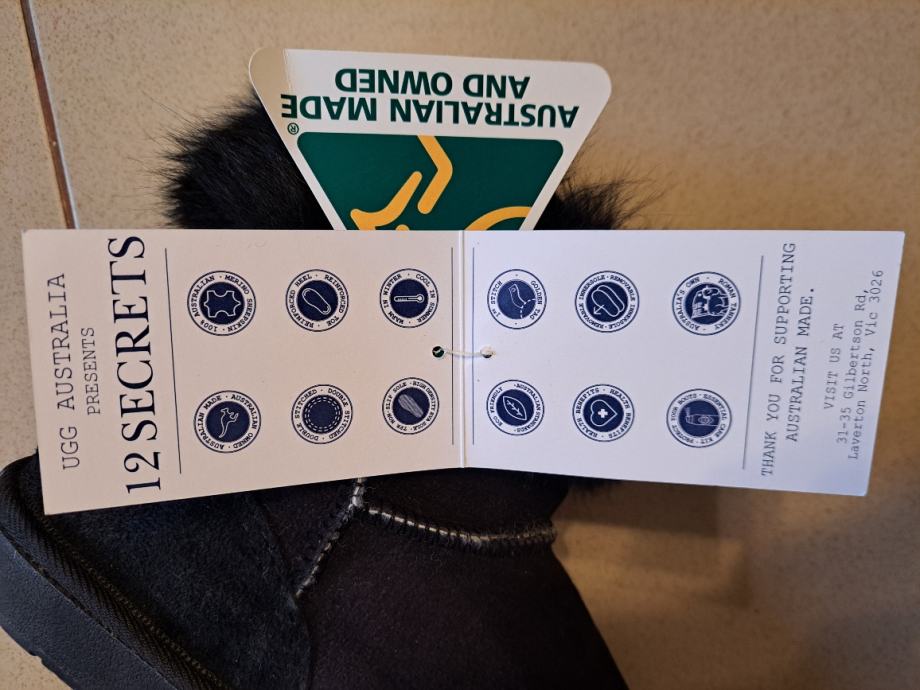 AUSTRALIAN MADE
AND OWNED
®
UGG AUSTRALIA
PRESENTS
12 SECRETS
AUSTRALIAN MADE · AUSTRALIAN OWNED ·
100% AUSTRALIAN · MERINO SHEEPSKIN ·
DOUBLE STITCHED · DOUBLE STITCHED ·
REINFORCED HEEL · REINFORCED TOE ·
NON-SLIP SOLE · HIGH DENSITY LARGE TPR
COOL IN SUMMER · WARM IN WINTER ·
ECO FRIENDLY · AUSTRALIAN STANDARDS ·
STITCH · GOLDEN TAG ·
HEALTH BENEFITS · HEALTH BENEFITS ·
REMOVABLE INNERSOLE · REMOVABLE INNERSOLE ·
PROTECT YOUR BOOTS · ESSENTIAL CARE KIT ·
AUSTRALIA'S OWN · ROMAN TANNERY ·
THANK YOU FOR SUPPORTING
AUSTRALIAN MADE.
VISIT US AT
31-35 Gilbertson Rd,
Laverton North, Vic 3026